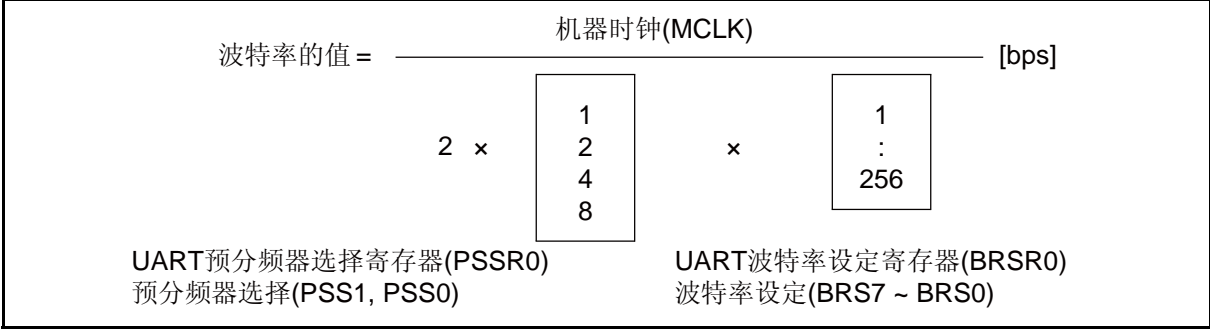 机器时钟(MCLK)
波特率的值 = [bps]
1 1
2 × 2 × :
4 256
8
UART预分频器选择寄存器(PSSR0) UART波特率设定寄存器(BRSR0)
预分频器选择(PSS1, PSS0) 波特率设定(BRS7 ~ BRS0)